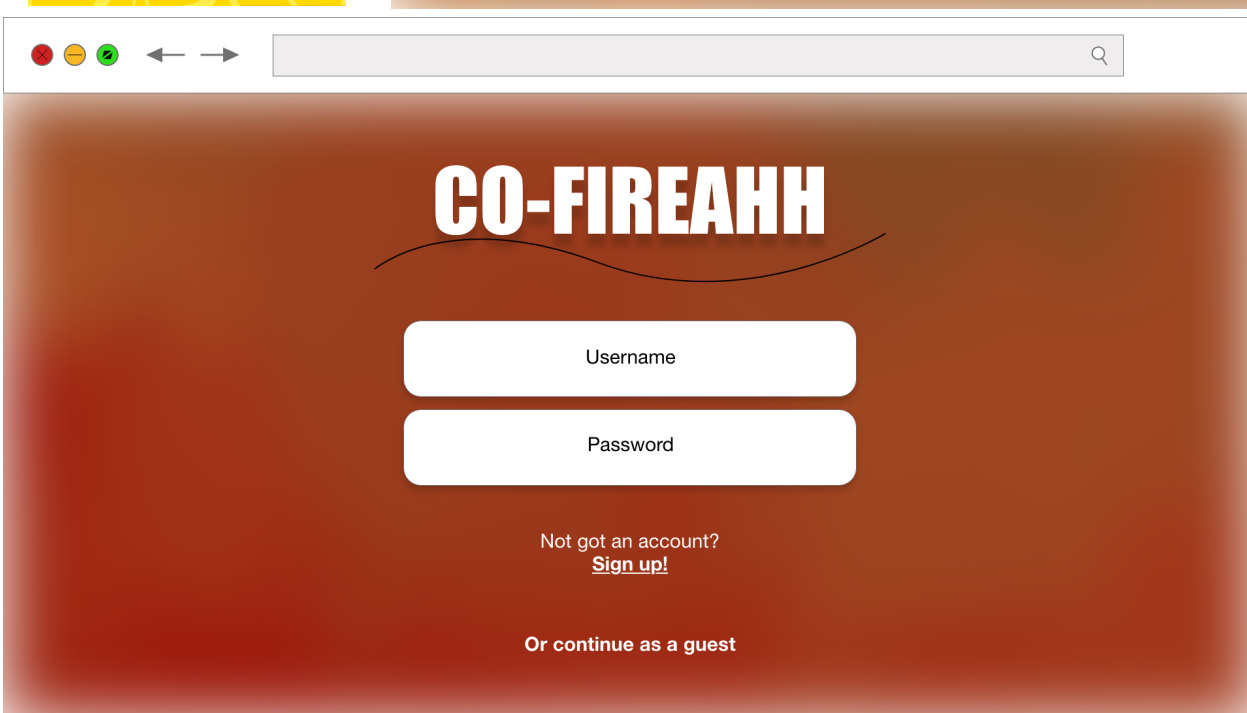 CO-FIREAHH
Username
Password
Not got an account?
Sign up!
Or continue as a guest